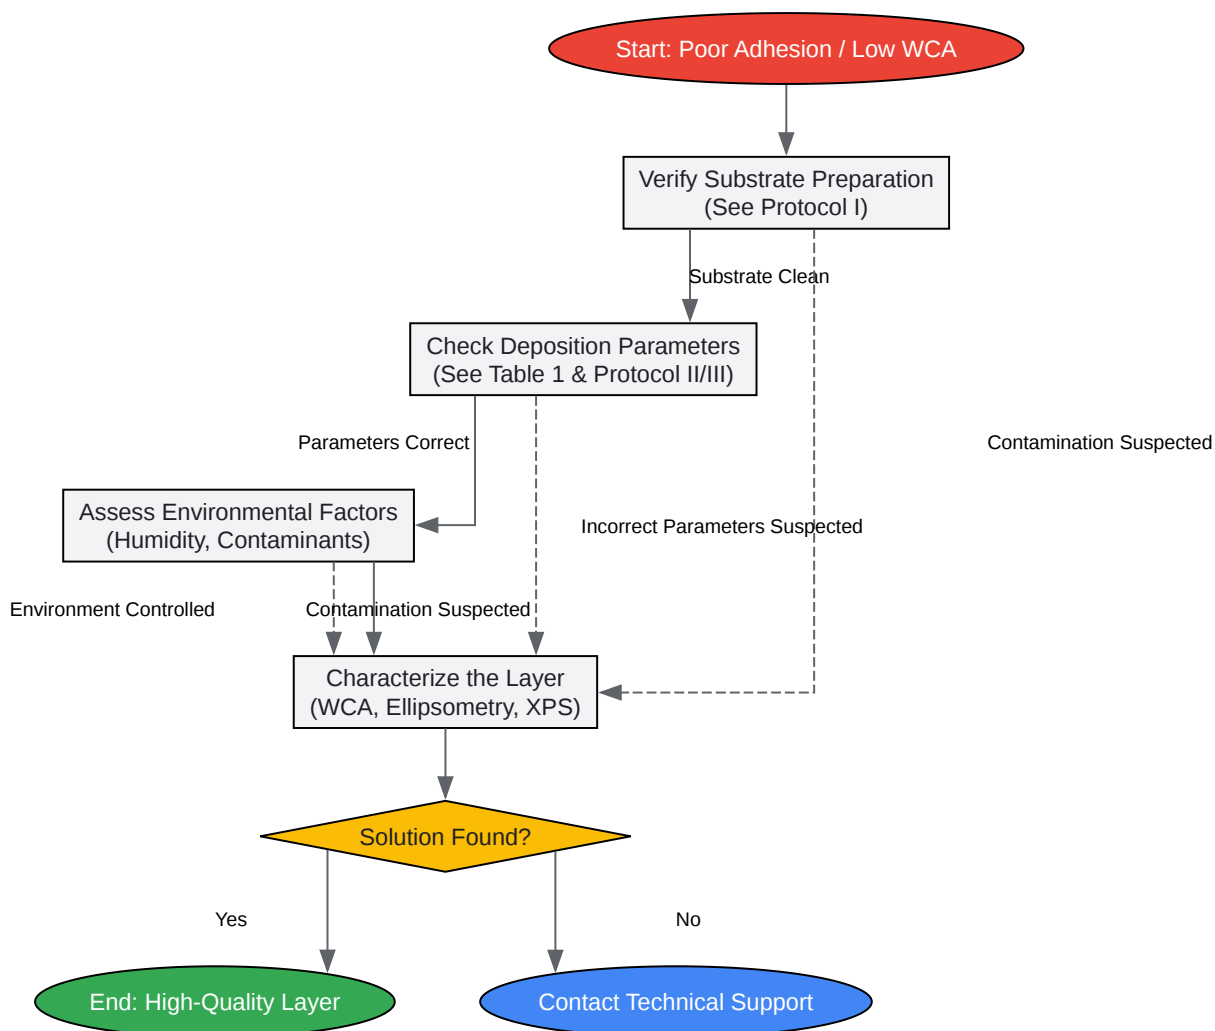 Start: Poor Adhesion / Low WCA
Verify Substrate Preparation
(See Protocol I)
Substrate Clean
Check Deposition Parameters
(See Table 1 & Protocol II/III)
Parameters Correct
Contamination Suspected
Assess Environmental Factors
(Humidity, Contaminants)
Incorrect Parameters Suspected
Environment Controlled
Contamination Suspected
Characterize the Layer
(WCA, Ellipsometry, XPS)
Solution Found?
Yes
No
End: High-Quality Layer
Contact Technical Support